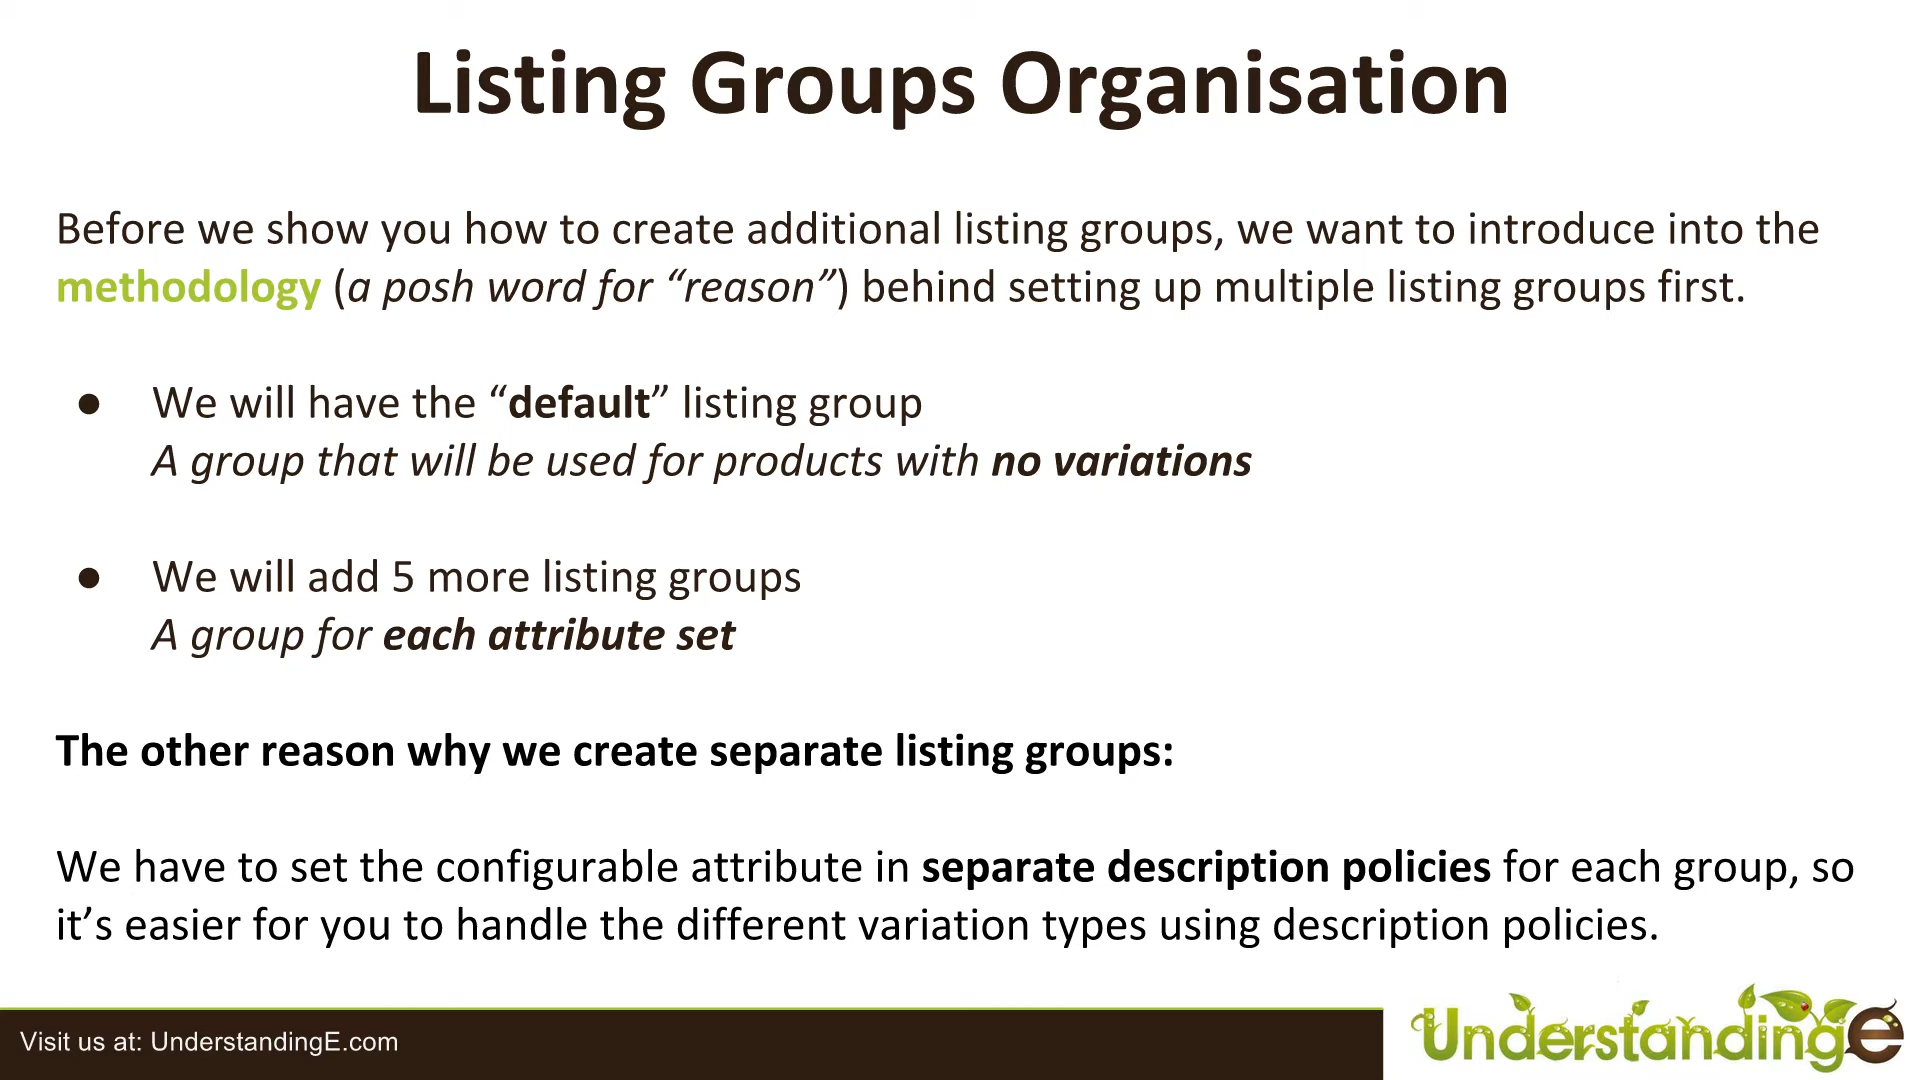 Listing Groups Organisation
Before we show you how to create additional listing groups, we want to introduce into the
methodology (a posh word for “reason”) behind setting up multiple listing groups first.
● We will have the “default” listing group
A group that will be used for products with no variations
● We will add 5 more listing groups
A group for each attribute set
The other reason why we create separate listing groups:
We have to set the configurable attribute in separate description policies for each group, so
it’s easier for you to handle the different variation types using description policies.
Visit us at: UnderstandingE.com
UnderstandingE